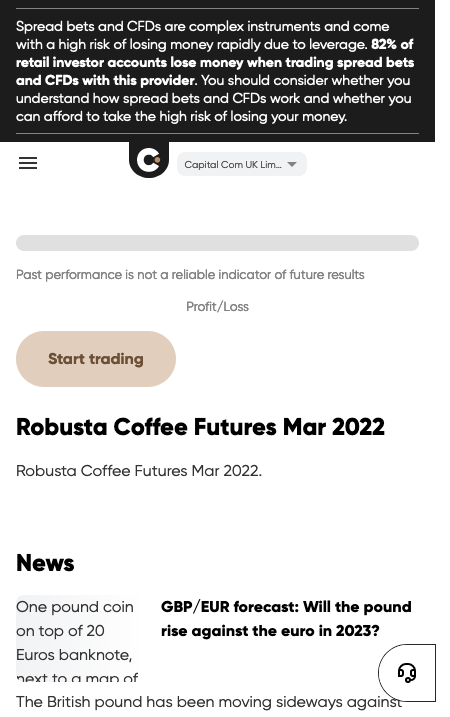 Spread bets and CFDs are complex instruments and come
with a high risk of losing money rapidly due to leverage. 82% of
retail investor accounts lose money when trading spread bets
and CFDs with this provider. You should consider whether you
understand how spread bets and CFDs work and whether you
can afford to take the high risk of losing your money.
Capital Com UK Lim...
Past performance is not a reliable indicator of future results
Profit/Loss
Start trading
Robusta Coffee Futures Mar 2022
Robusta Coffee Futures Mar 2022.
News
One pound coin
on top of 20
Euros banknote,
next to a map of
GBP/EUR forecast: Will the pound
rise against the euro in 2023?
The British pound has been moving sideways against